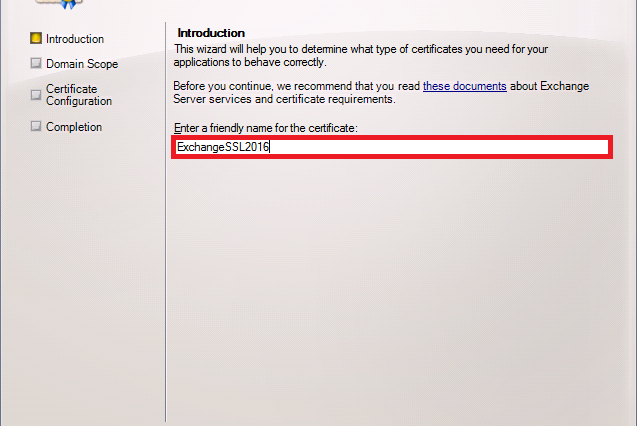 Introduction
Domain Scope
Certificate
Configuration
Completion
Introduction
This wizard will help you to determine what type of certificates you need for your
applications to behave correctly.
Before you continue, we recommend that you read these documents about Exchange
Server services and certificate requirements.
Enter a friendly name for the certificate:
ExchangeSSL2016